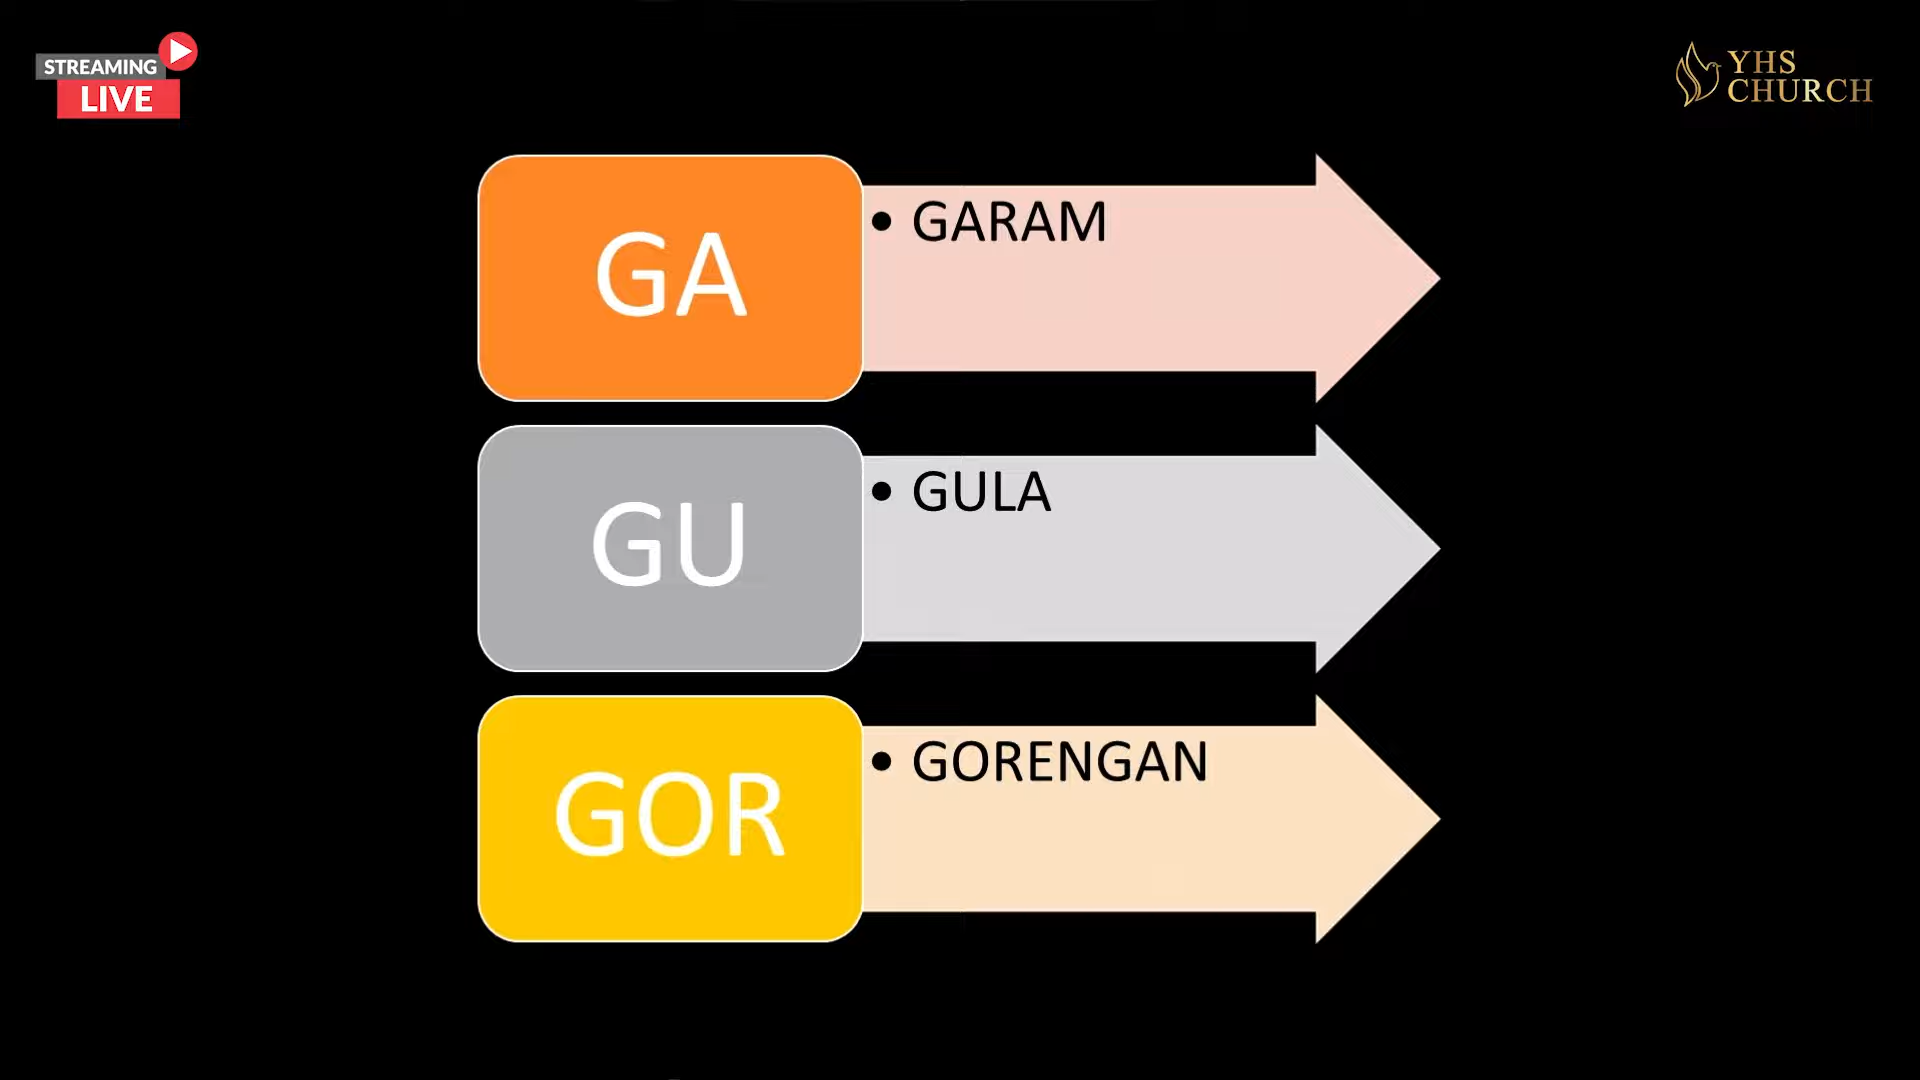 STREAMING
LIVE
YHS
CHURCH
GA
• GARAM
GU
• GULA
GOR
• GORENGAN